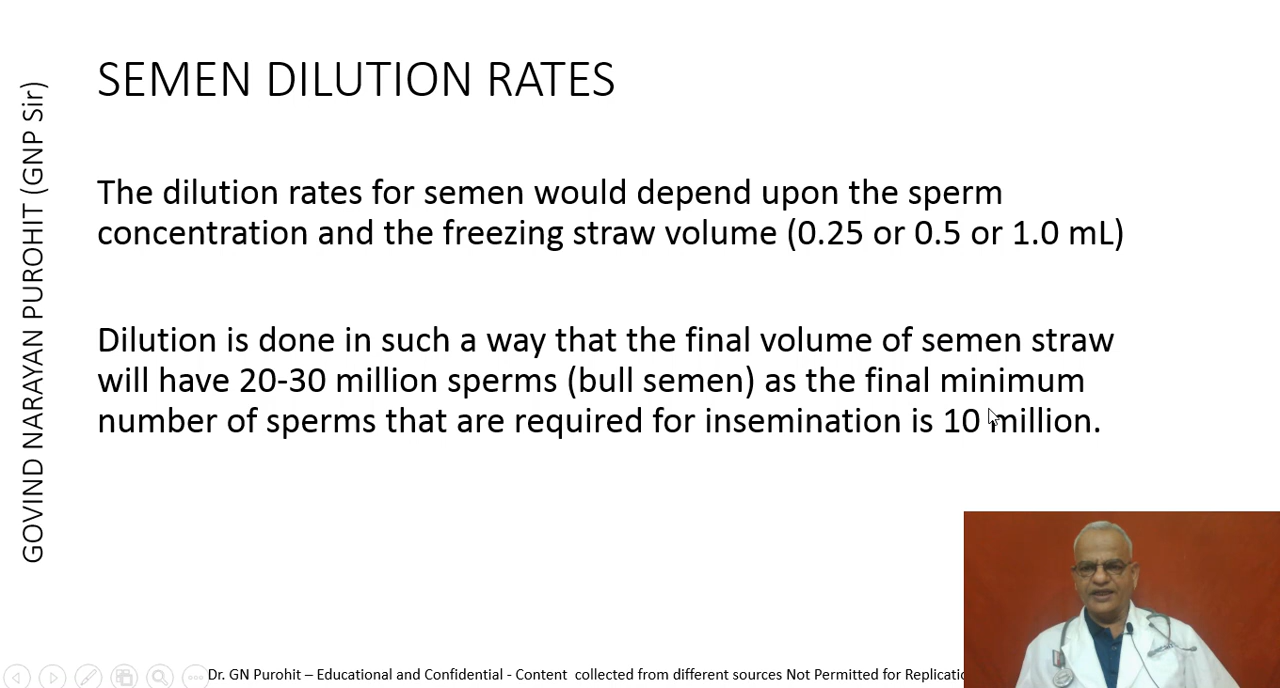 SEMEN DILUTION RATES
GOVIND NARAYAN PUROHIT (GNP Sir)
The dilution rates for semen would depend upon the sperm
concentration and the freezing straw volume (0.25 or 0.5 or 1.0 mL)
Dilution is done in such a way that the final volume of semen straw
will have 20-30 million sperms (bull semen) as the final minimum
number of sperms that are required for insemination is 10 million.
Dr. GN Purohit – Educational and Confidential - Content collected from different sources Not Permitted for